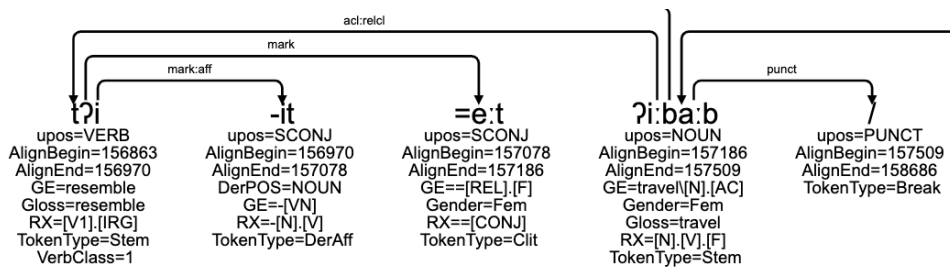 acl:relcl
mark
mark:aff
punct
tʔi -it =eːt ʔiːbaːb /
upos=VERB upos=SCONJ upos=SCONJ upos=NOUN upos=PUNCT
AlignBegin=156863 AlignBegin=156970 AlignBegin=157078 AlignBegin=157186 AlignBegin=157509
AlignEnd=156970 AlignEnd=157078 AlignEnd=157186 AlignEnd=157509 AlignEnd=158686
GE=resemble DerPOS=NOUN GE==[REL].[F] GE=travel\[N].[AC] TokenType=Break
Gloss=resemble GE=-[VN] Gender=Fem Gender=Fem
RX=[V1].[IRG] RX=-[N].[V] RX==[CONJ] Gloss=travel
TokenType=Stem TokenType=DerAff TokenType=Clit RX=[N].[V].[F]
VerbClass=1 TokenType=Stem